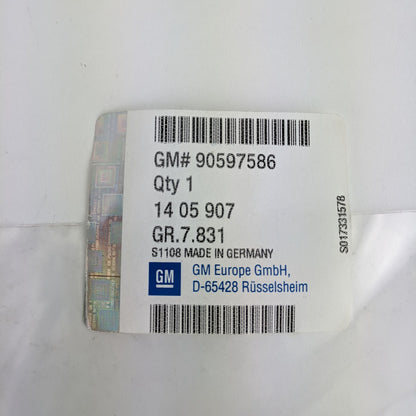 GM# 90597586
Qty 1
14 05 907
GR.7.831
S1108 MADE IN GERMANY
GM
GM Europe GmbH,
D-65428 Rüsselsheim
S017331578